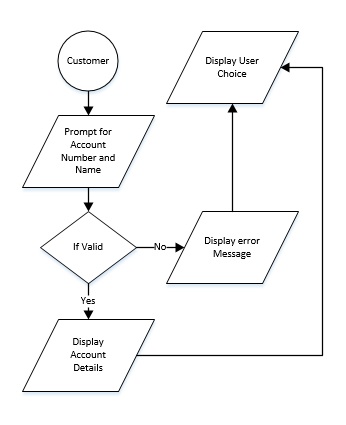 Customer
Display User
Choice
Prompt for
Account
Number and
Name
If Valid
No
Display error
Message
Yes
Display
Account
Details